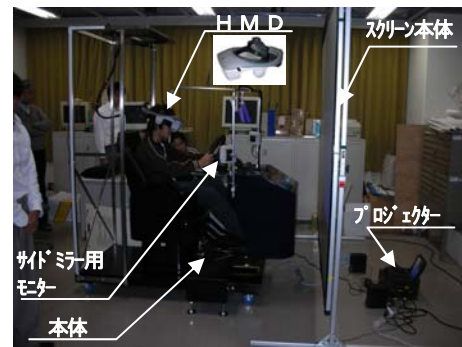 ＨＭＤ
ｽｸﾘｰﾝ本体
ﾌﾟﾛｼﾞｪｸﾀｰ
ｻｲﾄﾞﾐﾗｰ用
ﾓﾆﾀｰ
本体